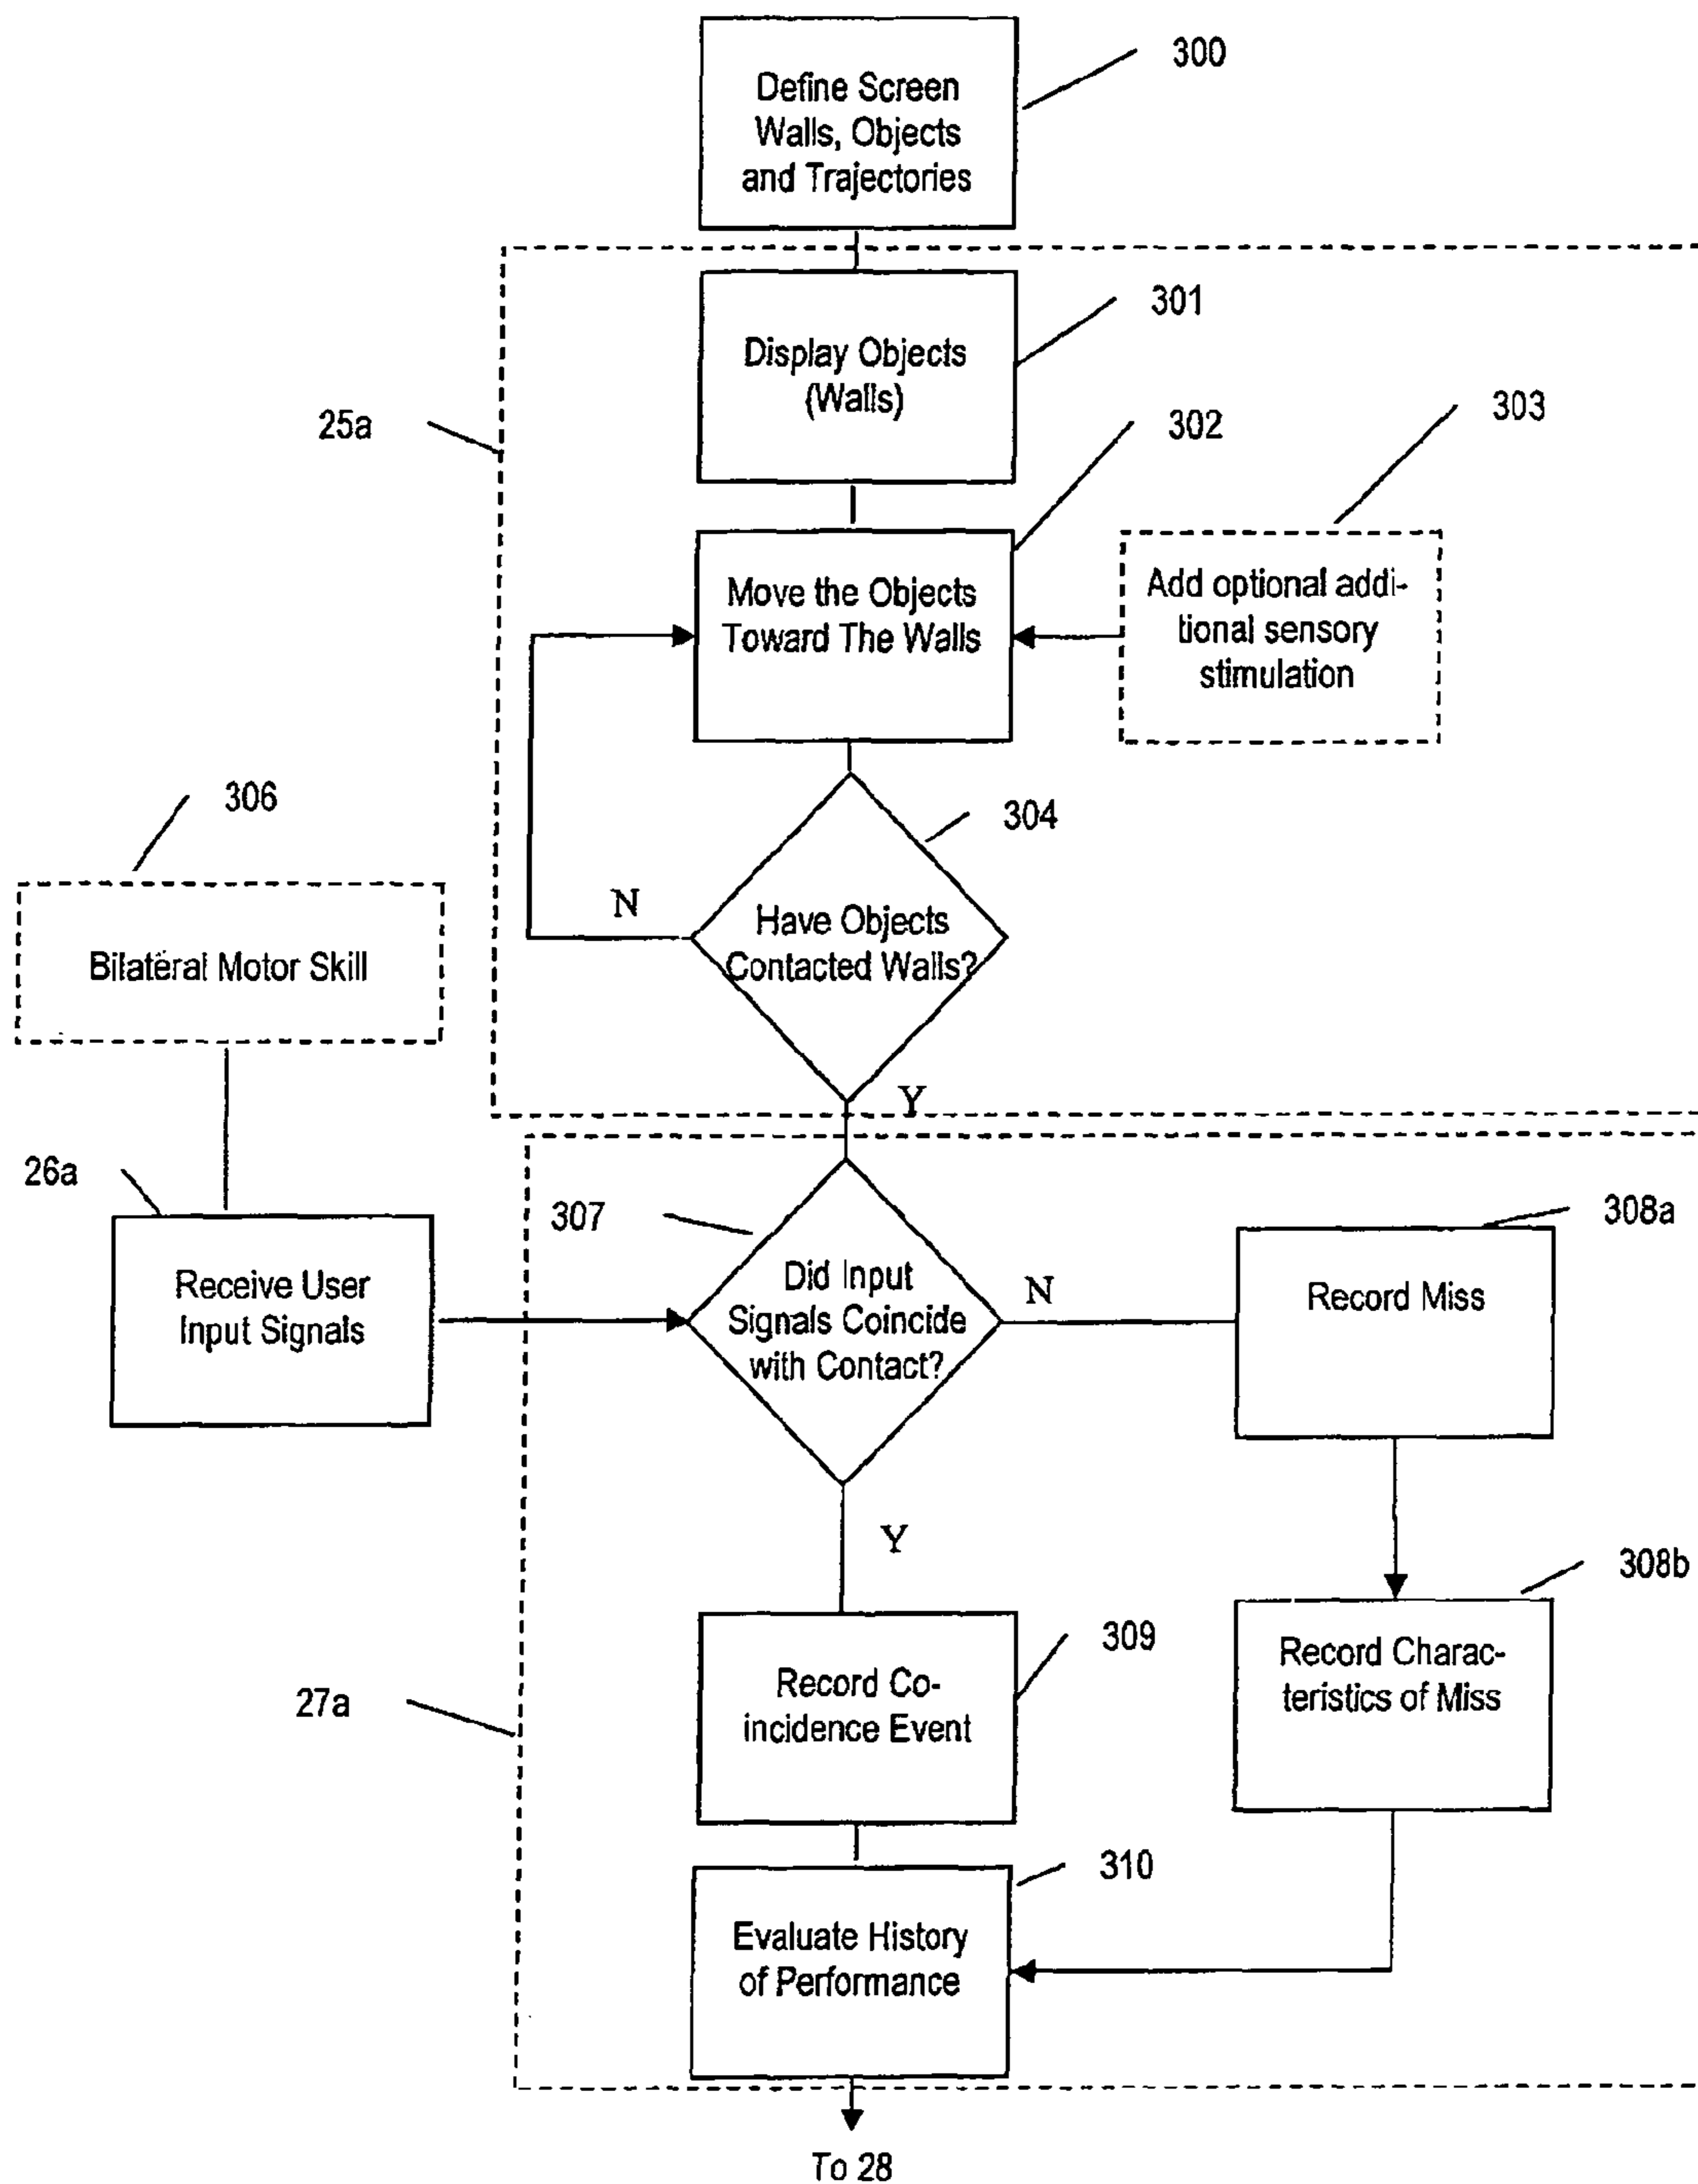 300
Define Screen
Walls, Objects
and Trajectories
301
Display Objects
(Walls)
25a
302
303
Move the Objects
Toward The Walls
Add optional addi-
tional sensory
stimulation
306
304
N
Have Objects
Contacted Walls?
Bilateral Motor Skill
Y
26a
307
308a
Receive User
Input Signals
Did Input
Signals Coincide
with Contact?
N
Record Miss
Y
308b
309
Record Charac-
teristics of Miss
27a
Record Co-
incidence Event
310
Evaluate History
of Performance
To 28